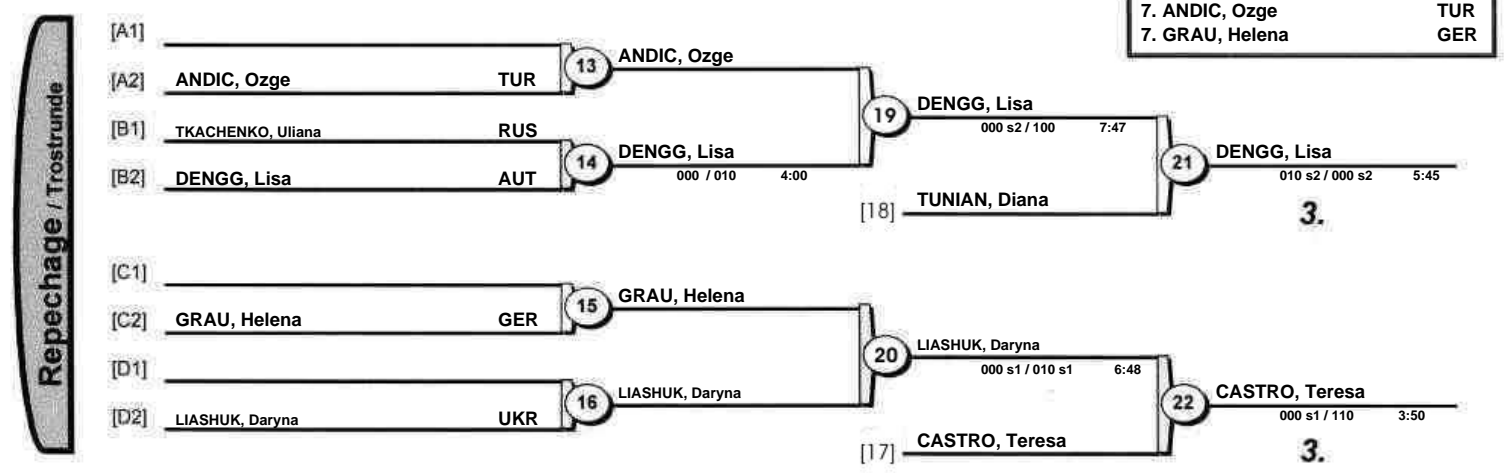 7. ANDIC, Ozge TUR
7. GRAU, Helena GER
Repechage / Trostrunde
[A1]
[A2] ANDIC, Ozge TUR
13 ANDIC, Ozge
[B1] TKACHENKO, Uliana RUS
[B2] DENGG, Lisa AUT
14 DENGG, Lisa
000 / 010 4:00
19 DENGG, Lisa
000 s2 / 100 7:47
[18] TUNIAN, Diana
21 DENGG, Lisa
010 s2 / 000 s2 5:45
3.
[C1]
[C2] GRAU, Helena GER
15 GRAU, Helena
[D1]
[D2] LIASHUK, Daryna UKR
16 LIASHUK, Daryna
20 LIASHUK, Daryna
000 s1 / 010 s1 6:48
[17] CASTRO, Teresa
22 CASTRO, Teresa
000 s1 / 110 3:50
3.